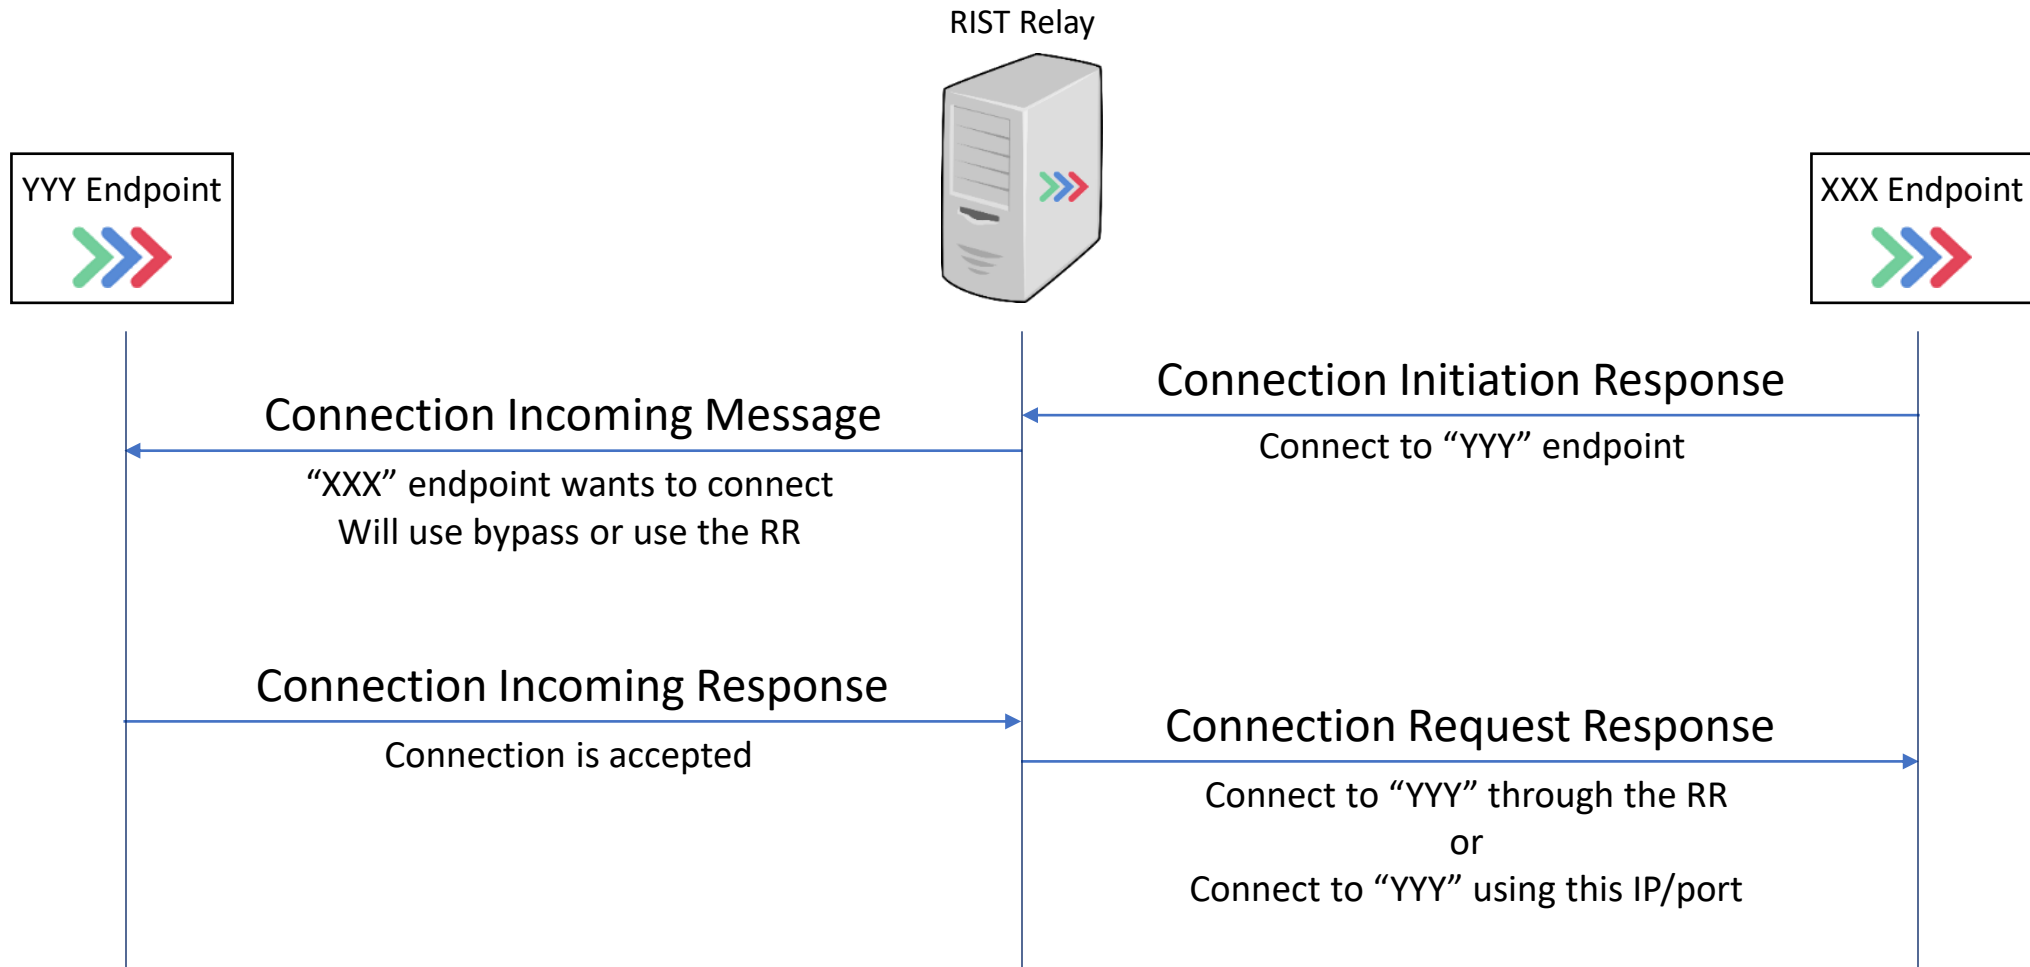 RIST Relay
YYY Endpoint
XXX Endpoint
Connection Initiation Response
Connect to “YYY” endpoint
Connection Incoming Message
“XXX” endpoint wants to connect
Will use bypass or use the RR
Connection Incoming Response
Connection is accepted
Connection Request Response
Connect to “YYY” through the RR
or
Connect to “YYY” using this IP/port